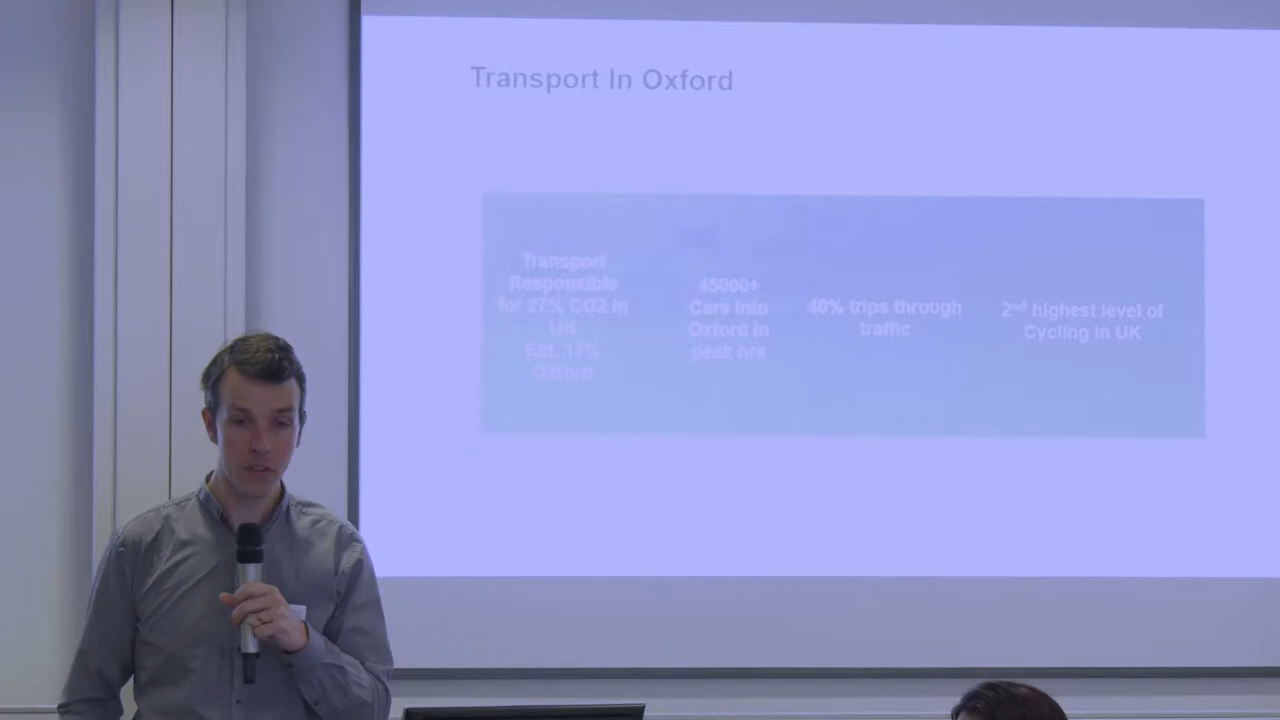 Transport In Oxford
Transport
Responsible
for 27% CO2 in
UK
Est. 17%
Oxford
45000+
Cars into
Oxford in
peak hrs
40% trips through
traffic
2nd highest level of
Cycling in UK